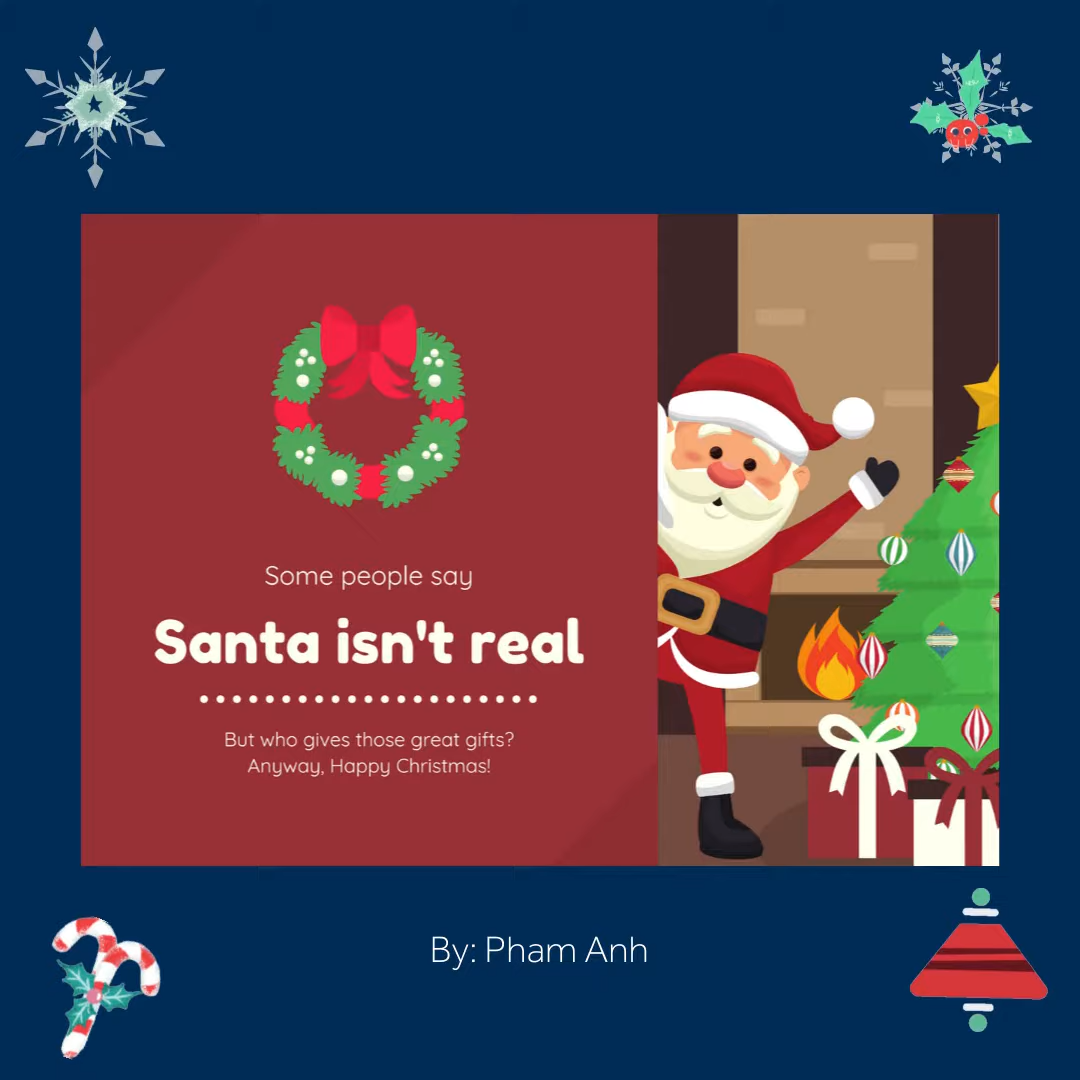 Some people say
Santa isn't real
But who gives those great gifts?
Anyway, Happy Christmas!
By: Pham Anh